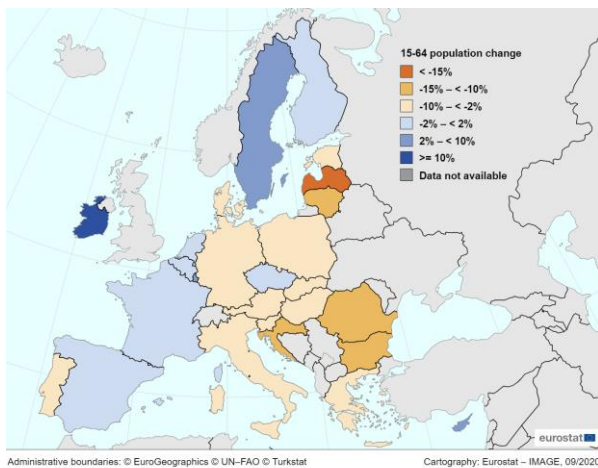 15-64 population change
< -15%
-15% – < -10%
-10% – < -2%
-2% – < 2%
2% – < 10%
>= 10%
Data not available
eurostat
Administrative boundaries: © EuroGeographics © UN–FAO © Turkstat
Cartography: Eurostat – IMAGE, 09/2020